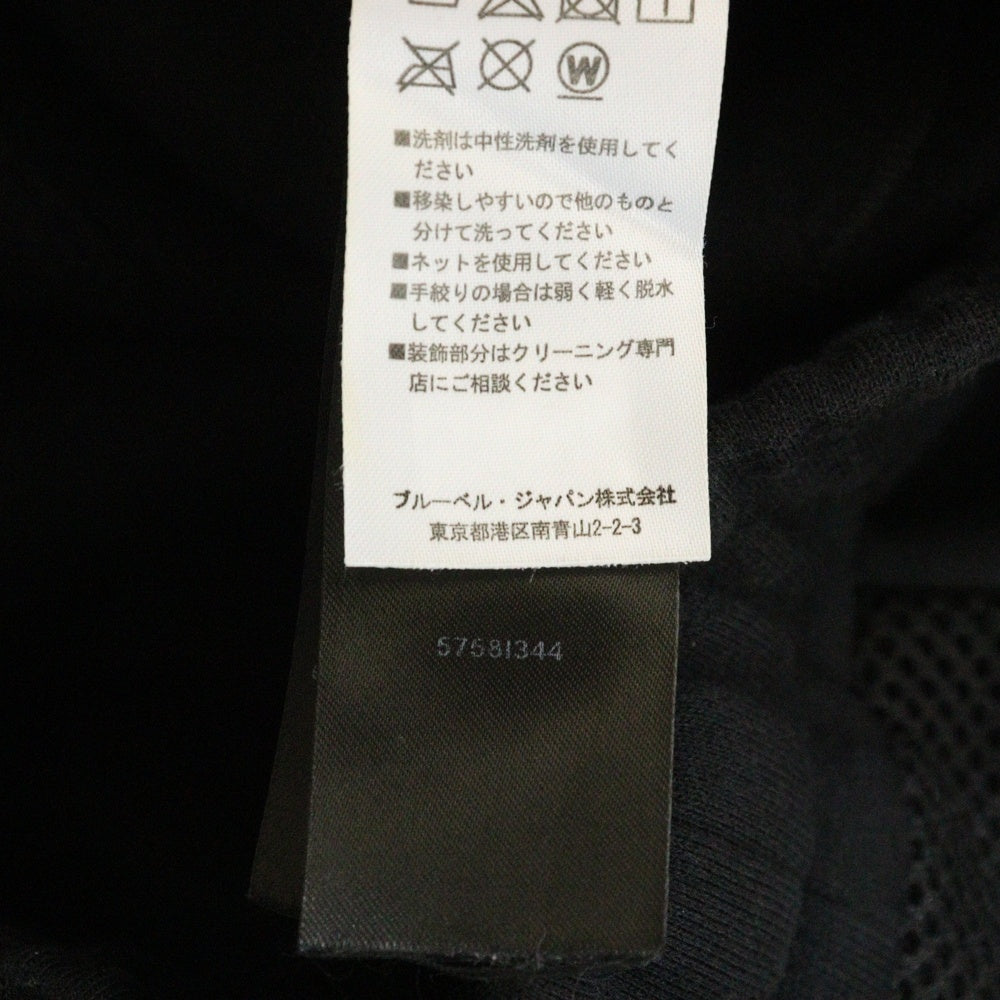 W
■洗剤は中性洗剤を使用してく
ださい
■移染しやすいので他のものと
分けて洗ってください
■ネットを使用してください
■手絞りの場合は弱く軽く脱水
してください
■装飾部分はクリーニング専門
店にご相談ください
ブルーベル・ジャパン株式会社
東京都港区南青山2-2-3
57581344